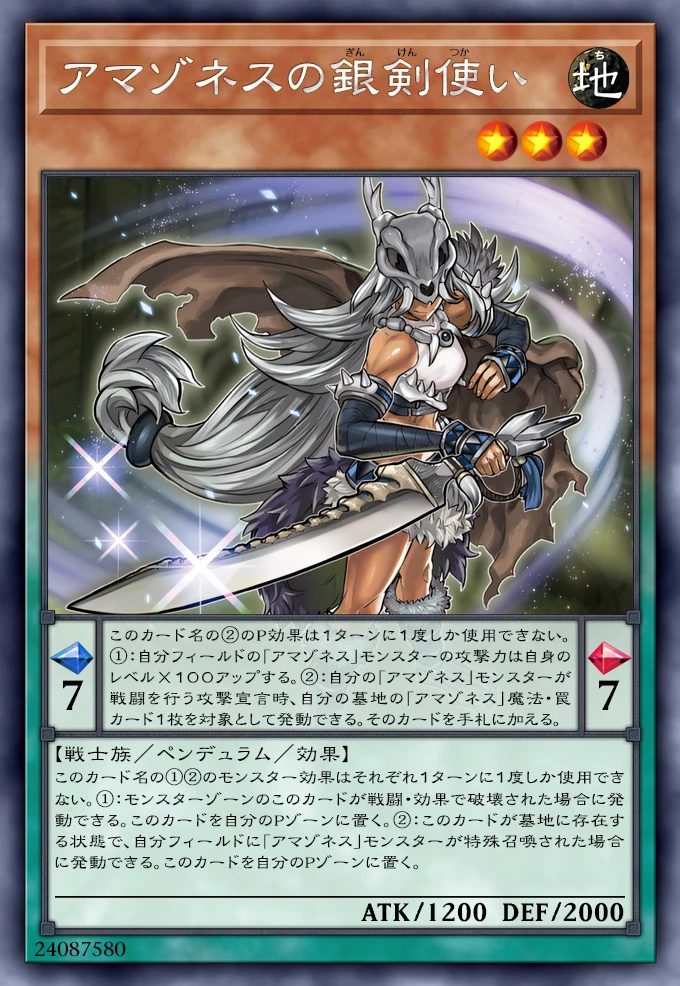 ぎん けん つか
アマゾネスの銀剣使い
ち
地
このカード名の②のP効果は1ターンに1度しか使用できない。
①:自分フィールドの「アマゾネス」モンスターの攻撃力は自身の
レベル×100アップする。②:自分の「アマゾネス」モンスターが
戦闘を行う攻撃宣言時、自分の墓地の「アマゾネス」魔法・罠
カード1枚を対象として発動できる。そのカードを手札に加える。
7
7
【戦士族/ペンデュラム/効果】
このカード名の①②のモンスター効果はそれぞれ1ターンに1度しか使用でき
ない。①:モンスターゾーンのこのカードが戦闘・効果で破壊された場合に発
動できる。このカードを自分のPゾーンに置く。②:このカードが墓地に存在す
る状態で、自分フィールドに「アマゾネス」モンスターが特殊召喚された場合
に発動できる。このカードを自分のPゾーンに置く。
ATK/1200 DEF/2000
24087580